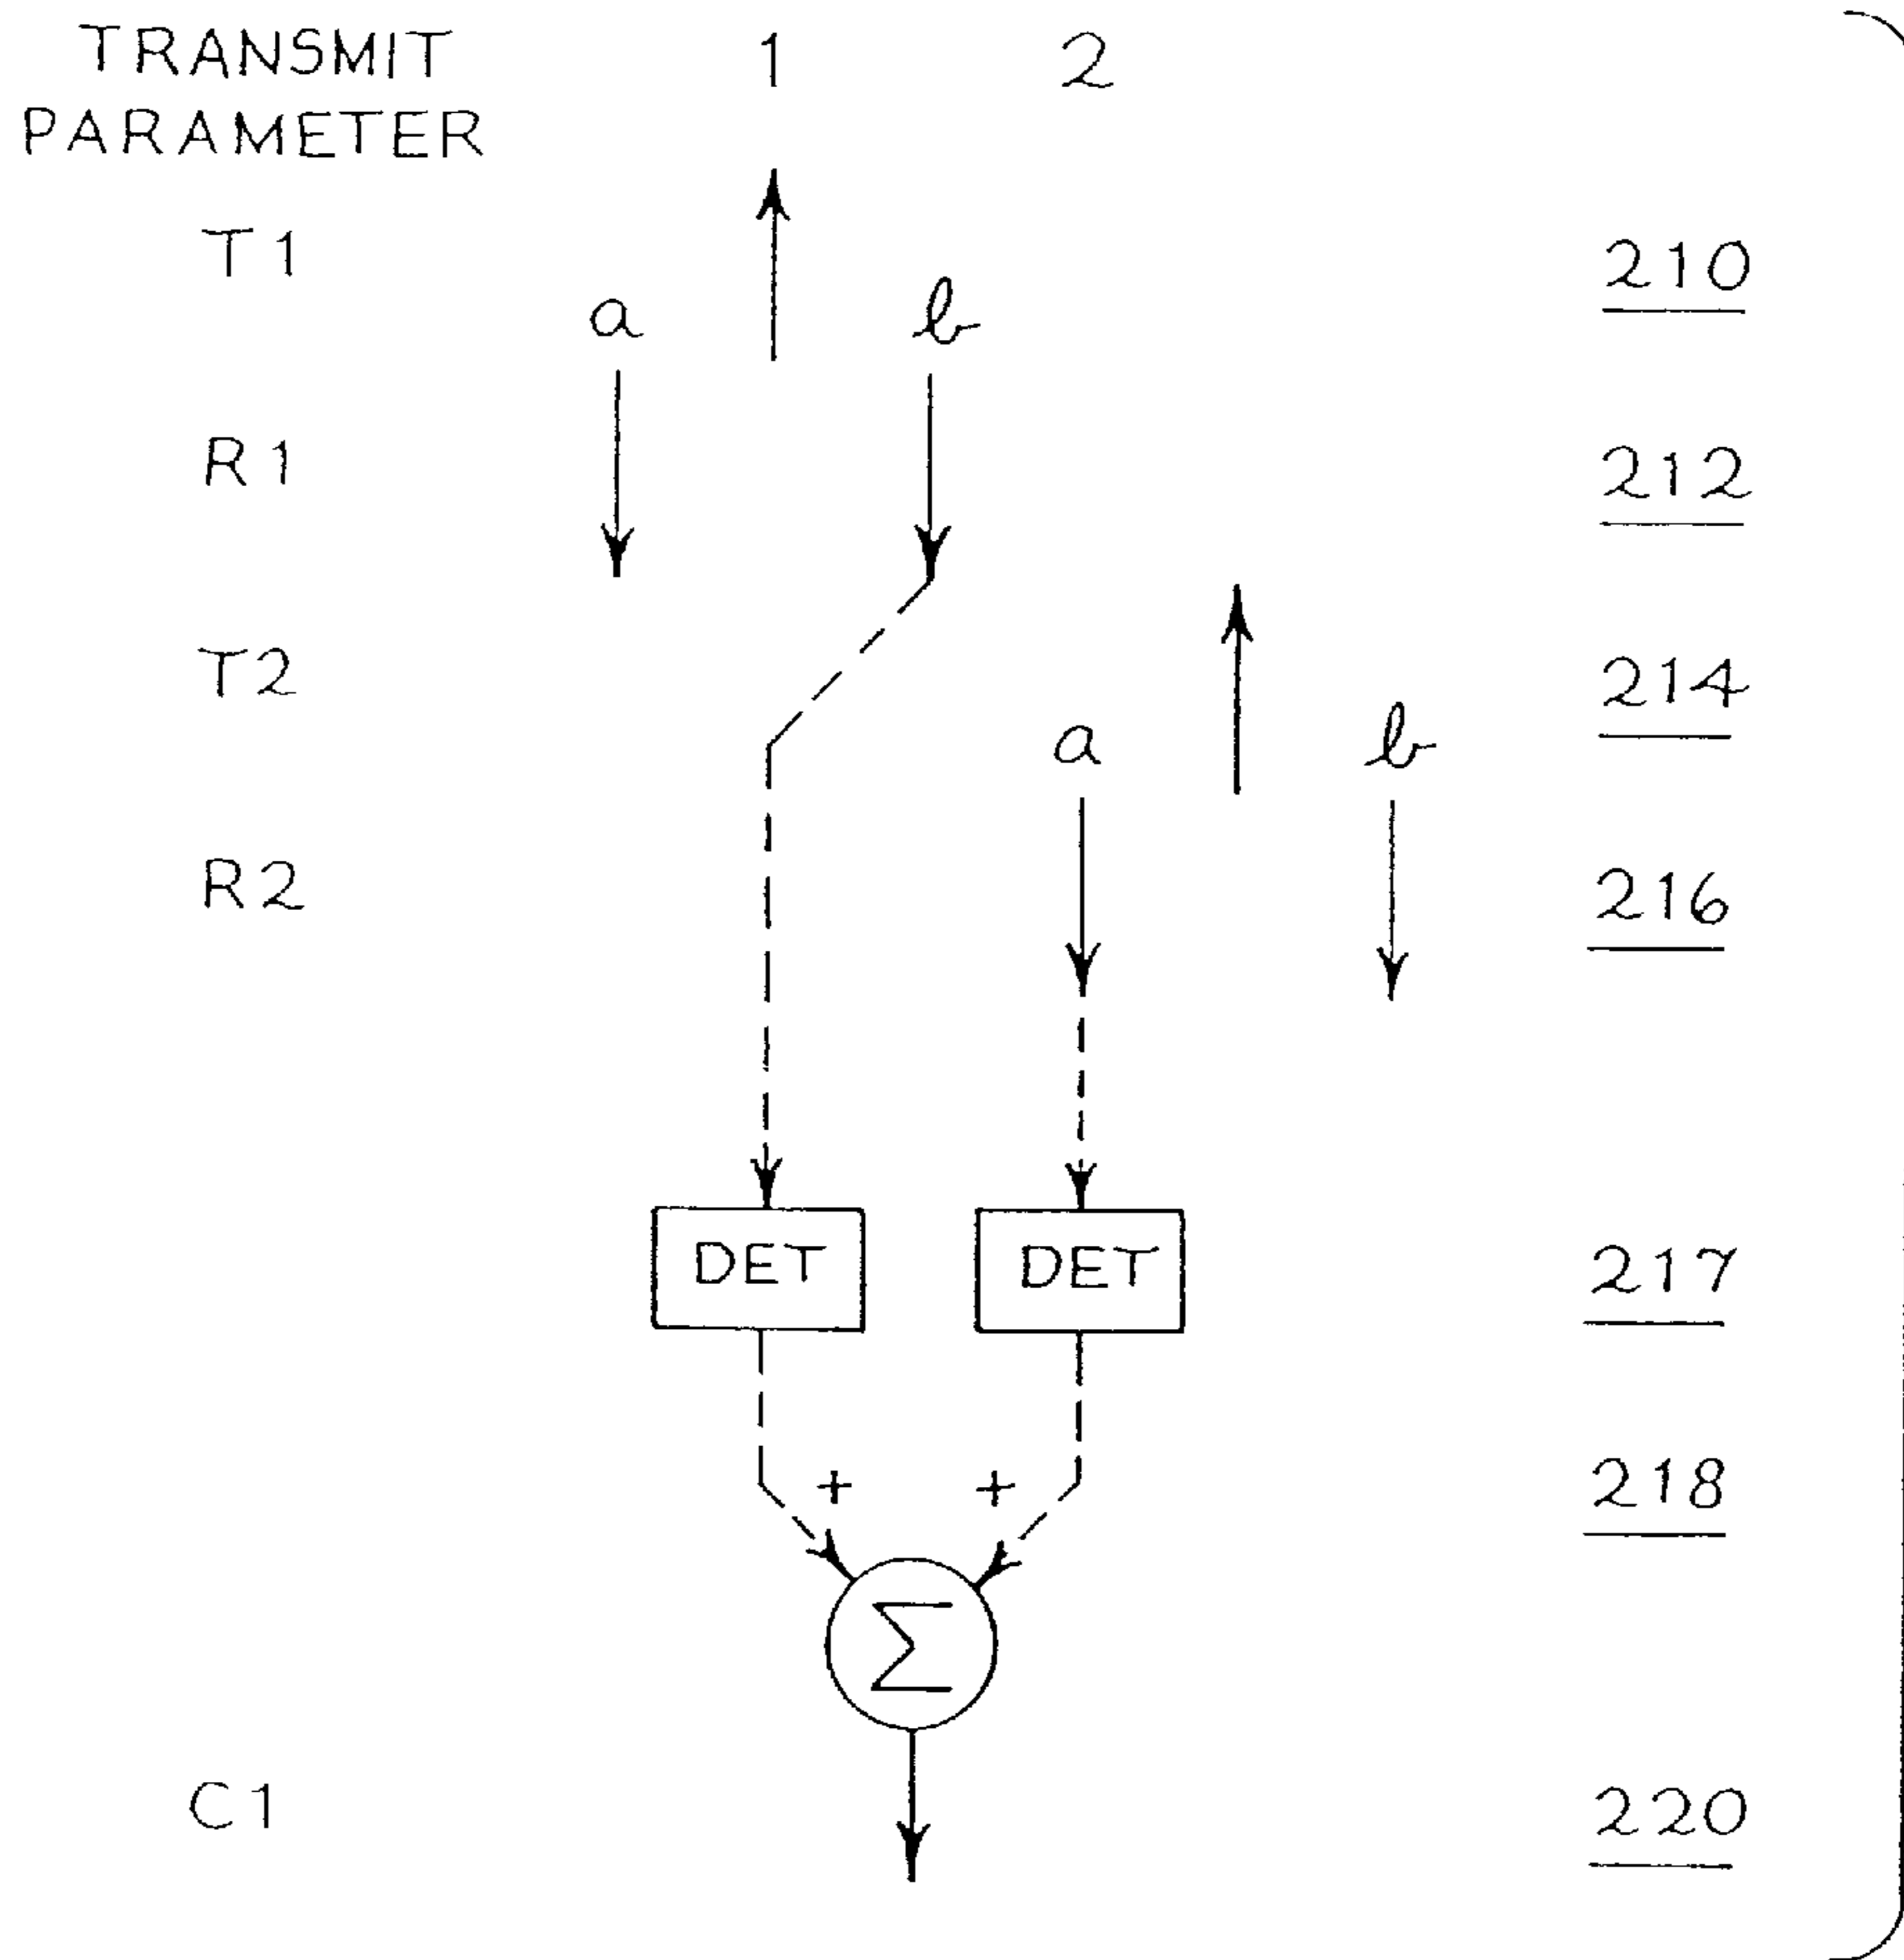 TRANSMIT 1 2
PARAMETER
T1 210
a b
R1 212
T2 214
a b
R2 216
DET DET 217
+ + 218
Σ
C1 220